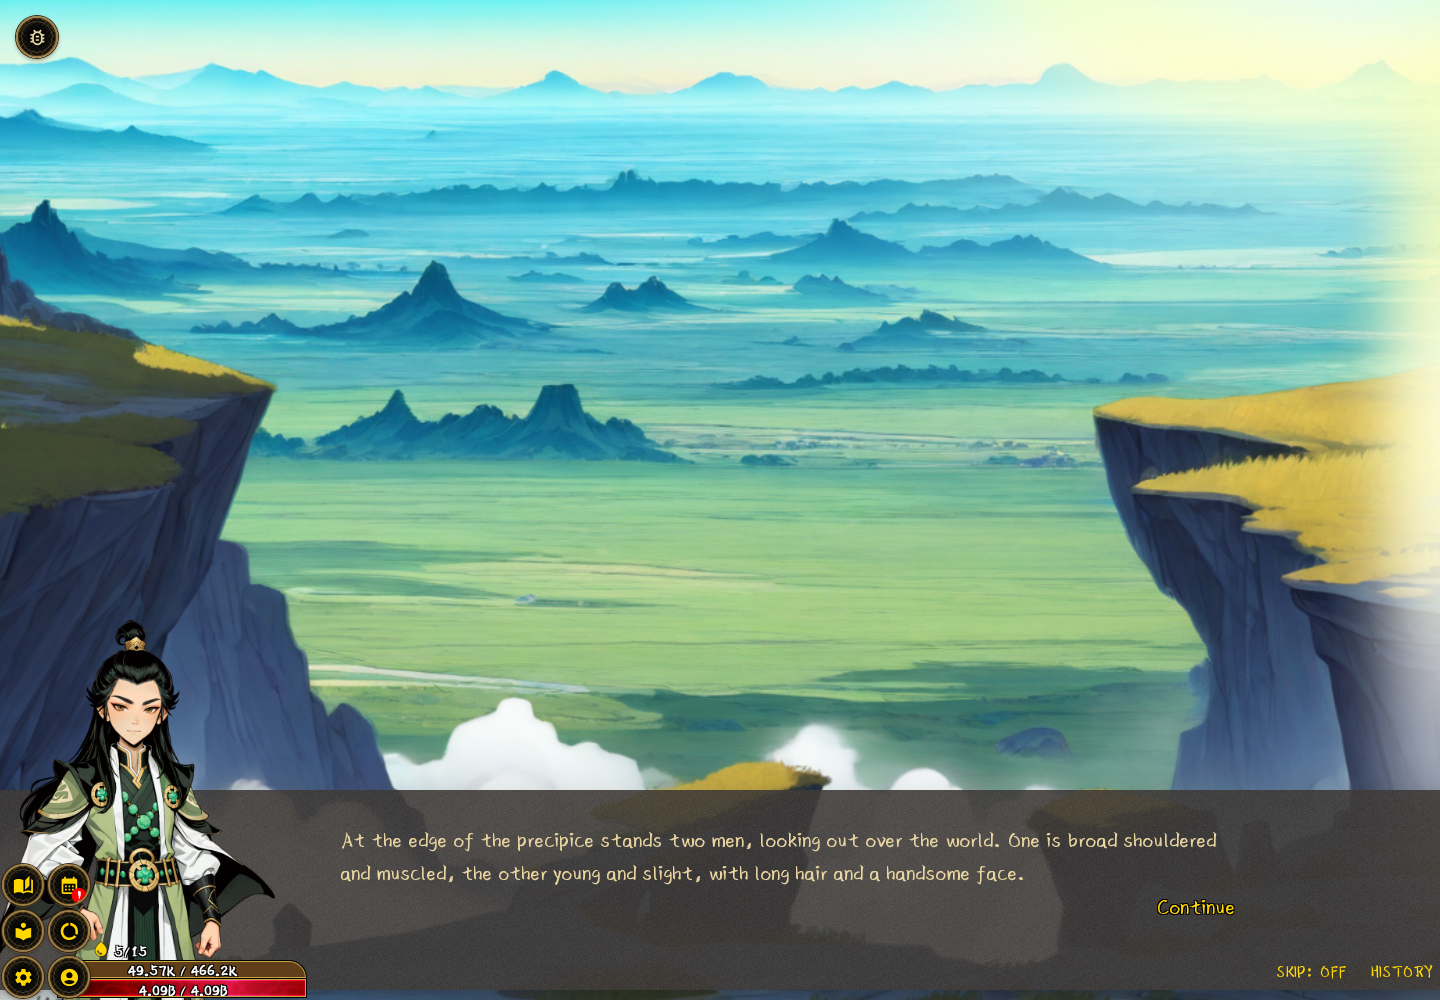 At the edge of the precipice stands two men, looking out over the world. One is broad shouldered
and muscled, the other young and slight, with long hair and a handsome face.
Continue
5/15
49.57K / 466.2K
4.09B / 4.09B
SKIP: OFF HISTORY